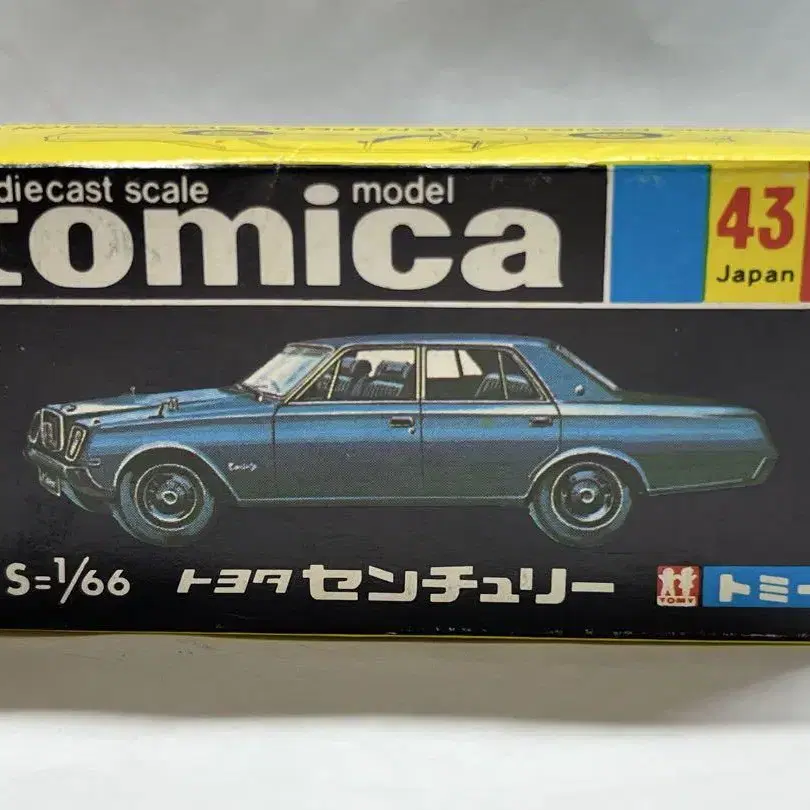 diecast scale model
tomica
43
Japan
S=1/66 トヨタ センチュリー
TOMY
トミー